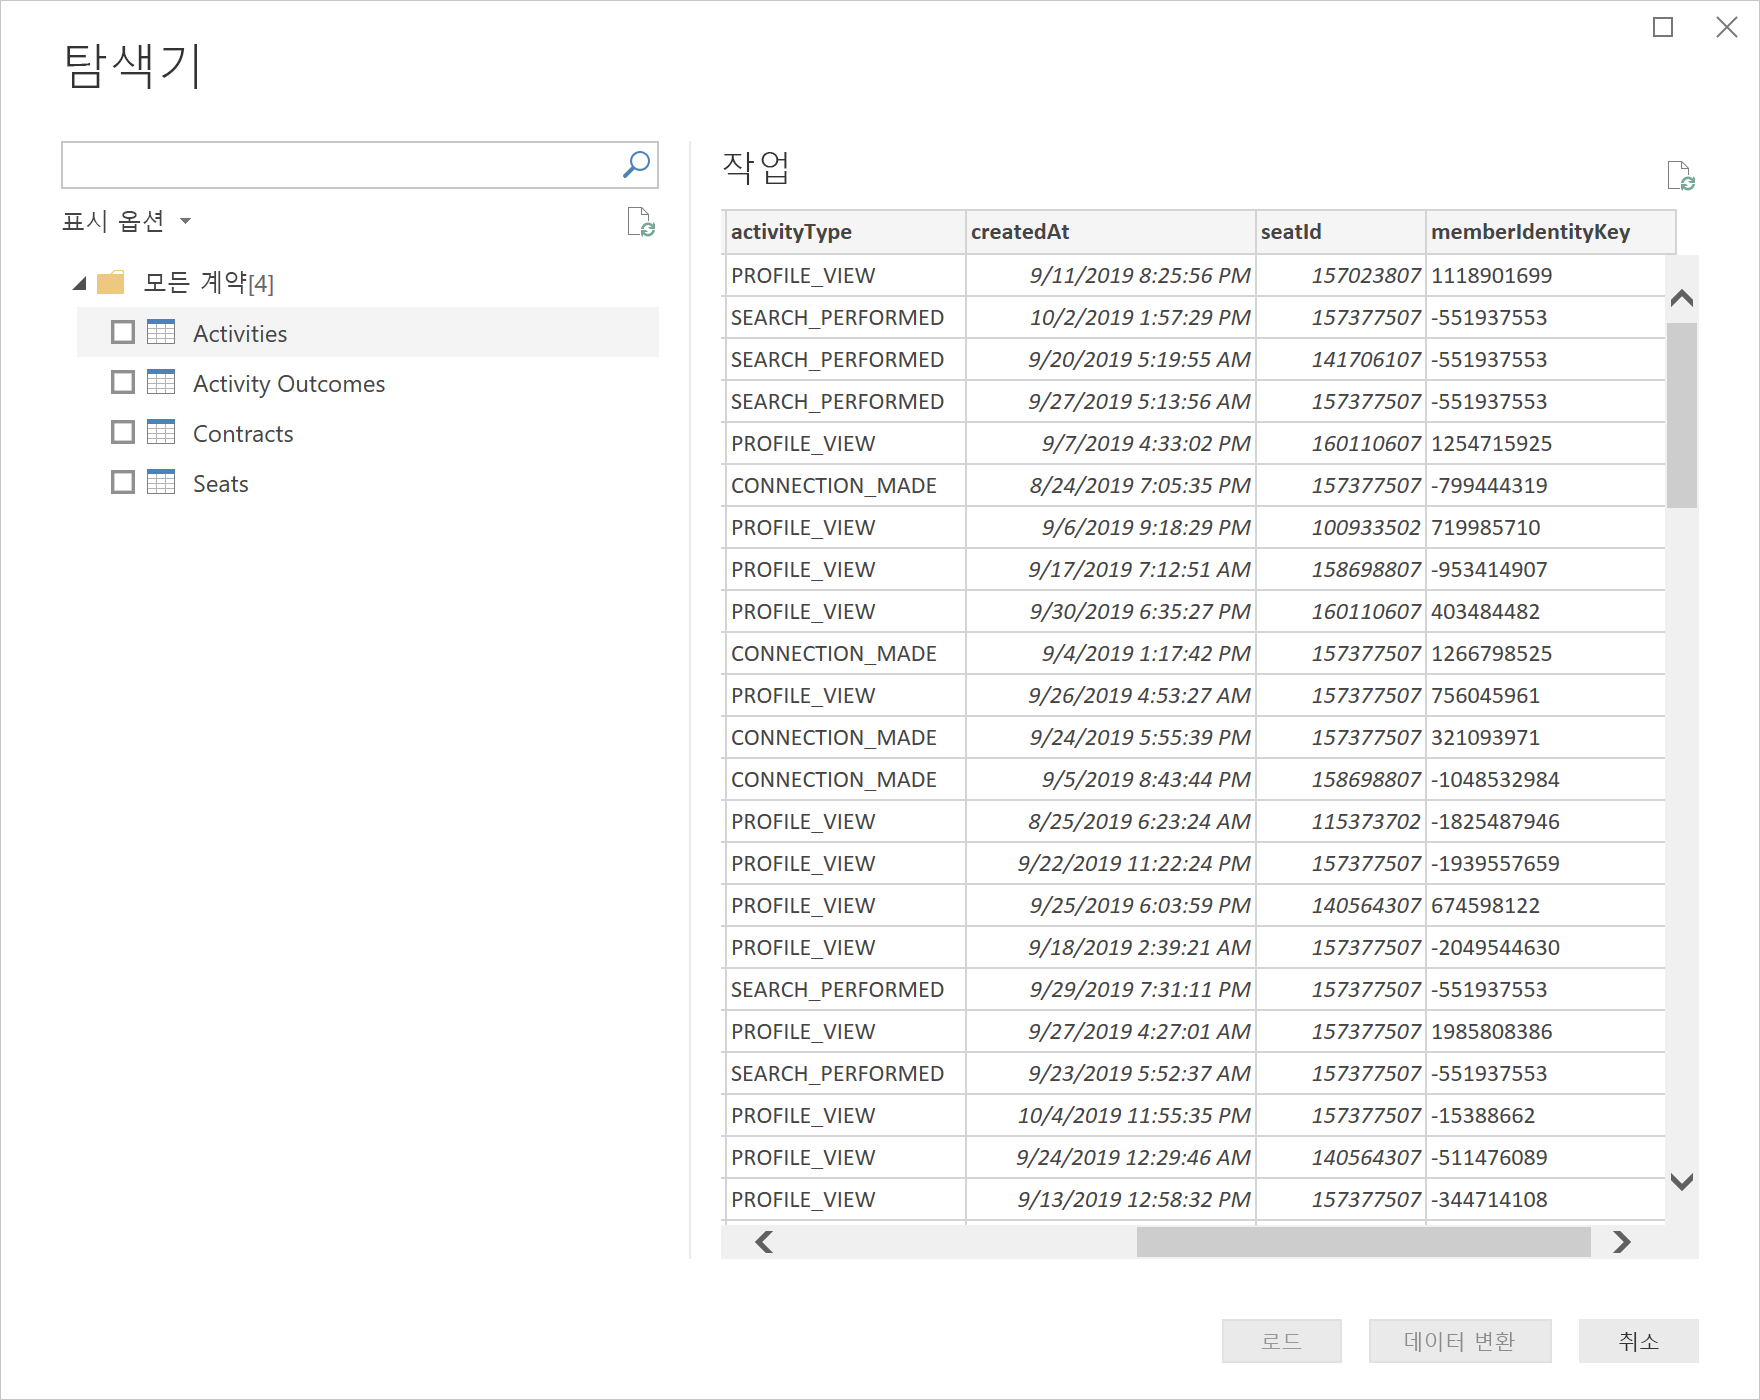 탐색기
표시 옵션
모든 계약[4]
Activities
Activity Outcomes
Contracts
Seats
작업
activityType createdAt seatId memberIdentityKey
PROFILE_VIEW 9/11/2019 8:25:56 PM 157023807 1118901699
SEARCH_PERFORMED 10/2/2019 1:57:29 PM 157377507 -551937553
SEARCH_PERFORMED 9/20/2019 5:19:55 AM 141706107 -551937553
SEARCH_PERFORMED 9/27/2019 5:13:56 AM 157377507 -551937553
PROFILE_VIEW 9/7/2019 4:33:02 PM 160110607 1254715925
CONNECTION_MADE 8/24/2019 7:05:35 PM 157377507 -799444319
PROFILE_VIEW 9/6/2019 9:18:29 PM 100933502 719985710
PROFILE_VIEW 9/17/2019 7:12:51 AM 158698807 -953414907
PROFILE_VIEW 9/30/2019 6:35:27 PM 160110607 403484482
CONNECTION_MADE 9/4/2019 1:17:42 PM 157377507 1266798525
PROFILE_VIEW 9/26/2019 4:53:27 AM 157377507 756045961
CONNECTION_MADE 9/24/2019 5:55:39 PM 157377507 321093971
CONNECTION_MADE 9/5/2019 8:43:44 PM 158698807 -1048532984
PROFILE_VIEW 8/25/2019 6:23:24 AM 115373702 -1825487946
PROFILE_VIEW 9/22/2019 11:22:24 PM 157377507 -1939557659
PROFILE_VIEW 9/25/2019 6:03:59 PM 140564307 674598122
PROFILE_VIEW 9/18/2019 2:39:21 AM 157377507 -2049544630
SEARCH_PERFORMED 9/29/2019 7:31:11 PM 157377507 -551937553
PROFILE_VIEW 9/27/2019 4:27:01 AM 157377507 1985808386
SEARCH_PERFORMED 9/23/2019 5:52:37 AM 157377507 -551937553
PROFILE_VIEW 10/4/2019 11:55:35 PM 157377507 -15388662
PROFILE_VIEW 9/24/2019 12:29:46 AM 140564307 -511476089
PROFILE_VIEW 9/13/2019 12:58:32 PM 157377507 -344714108
로드 데이터 변환 취소